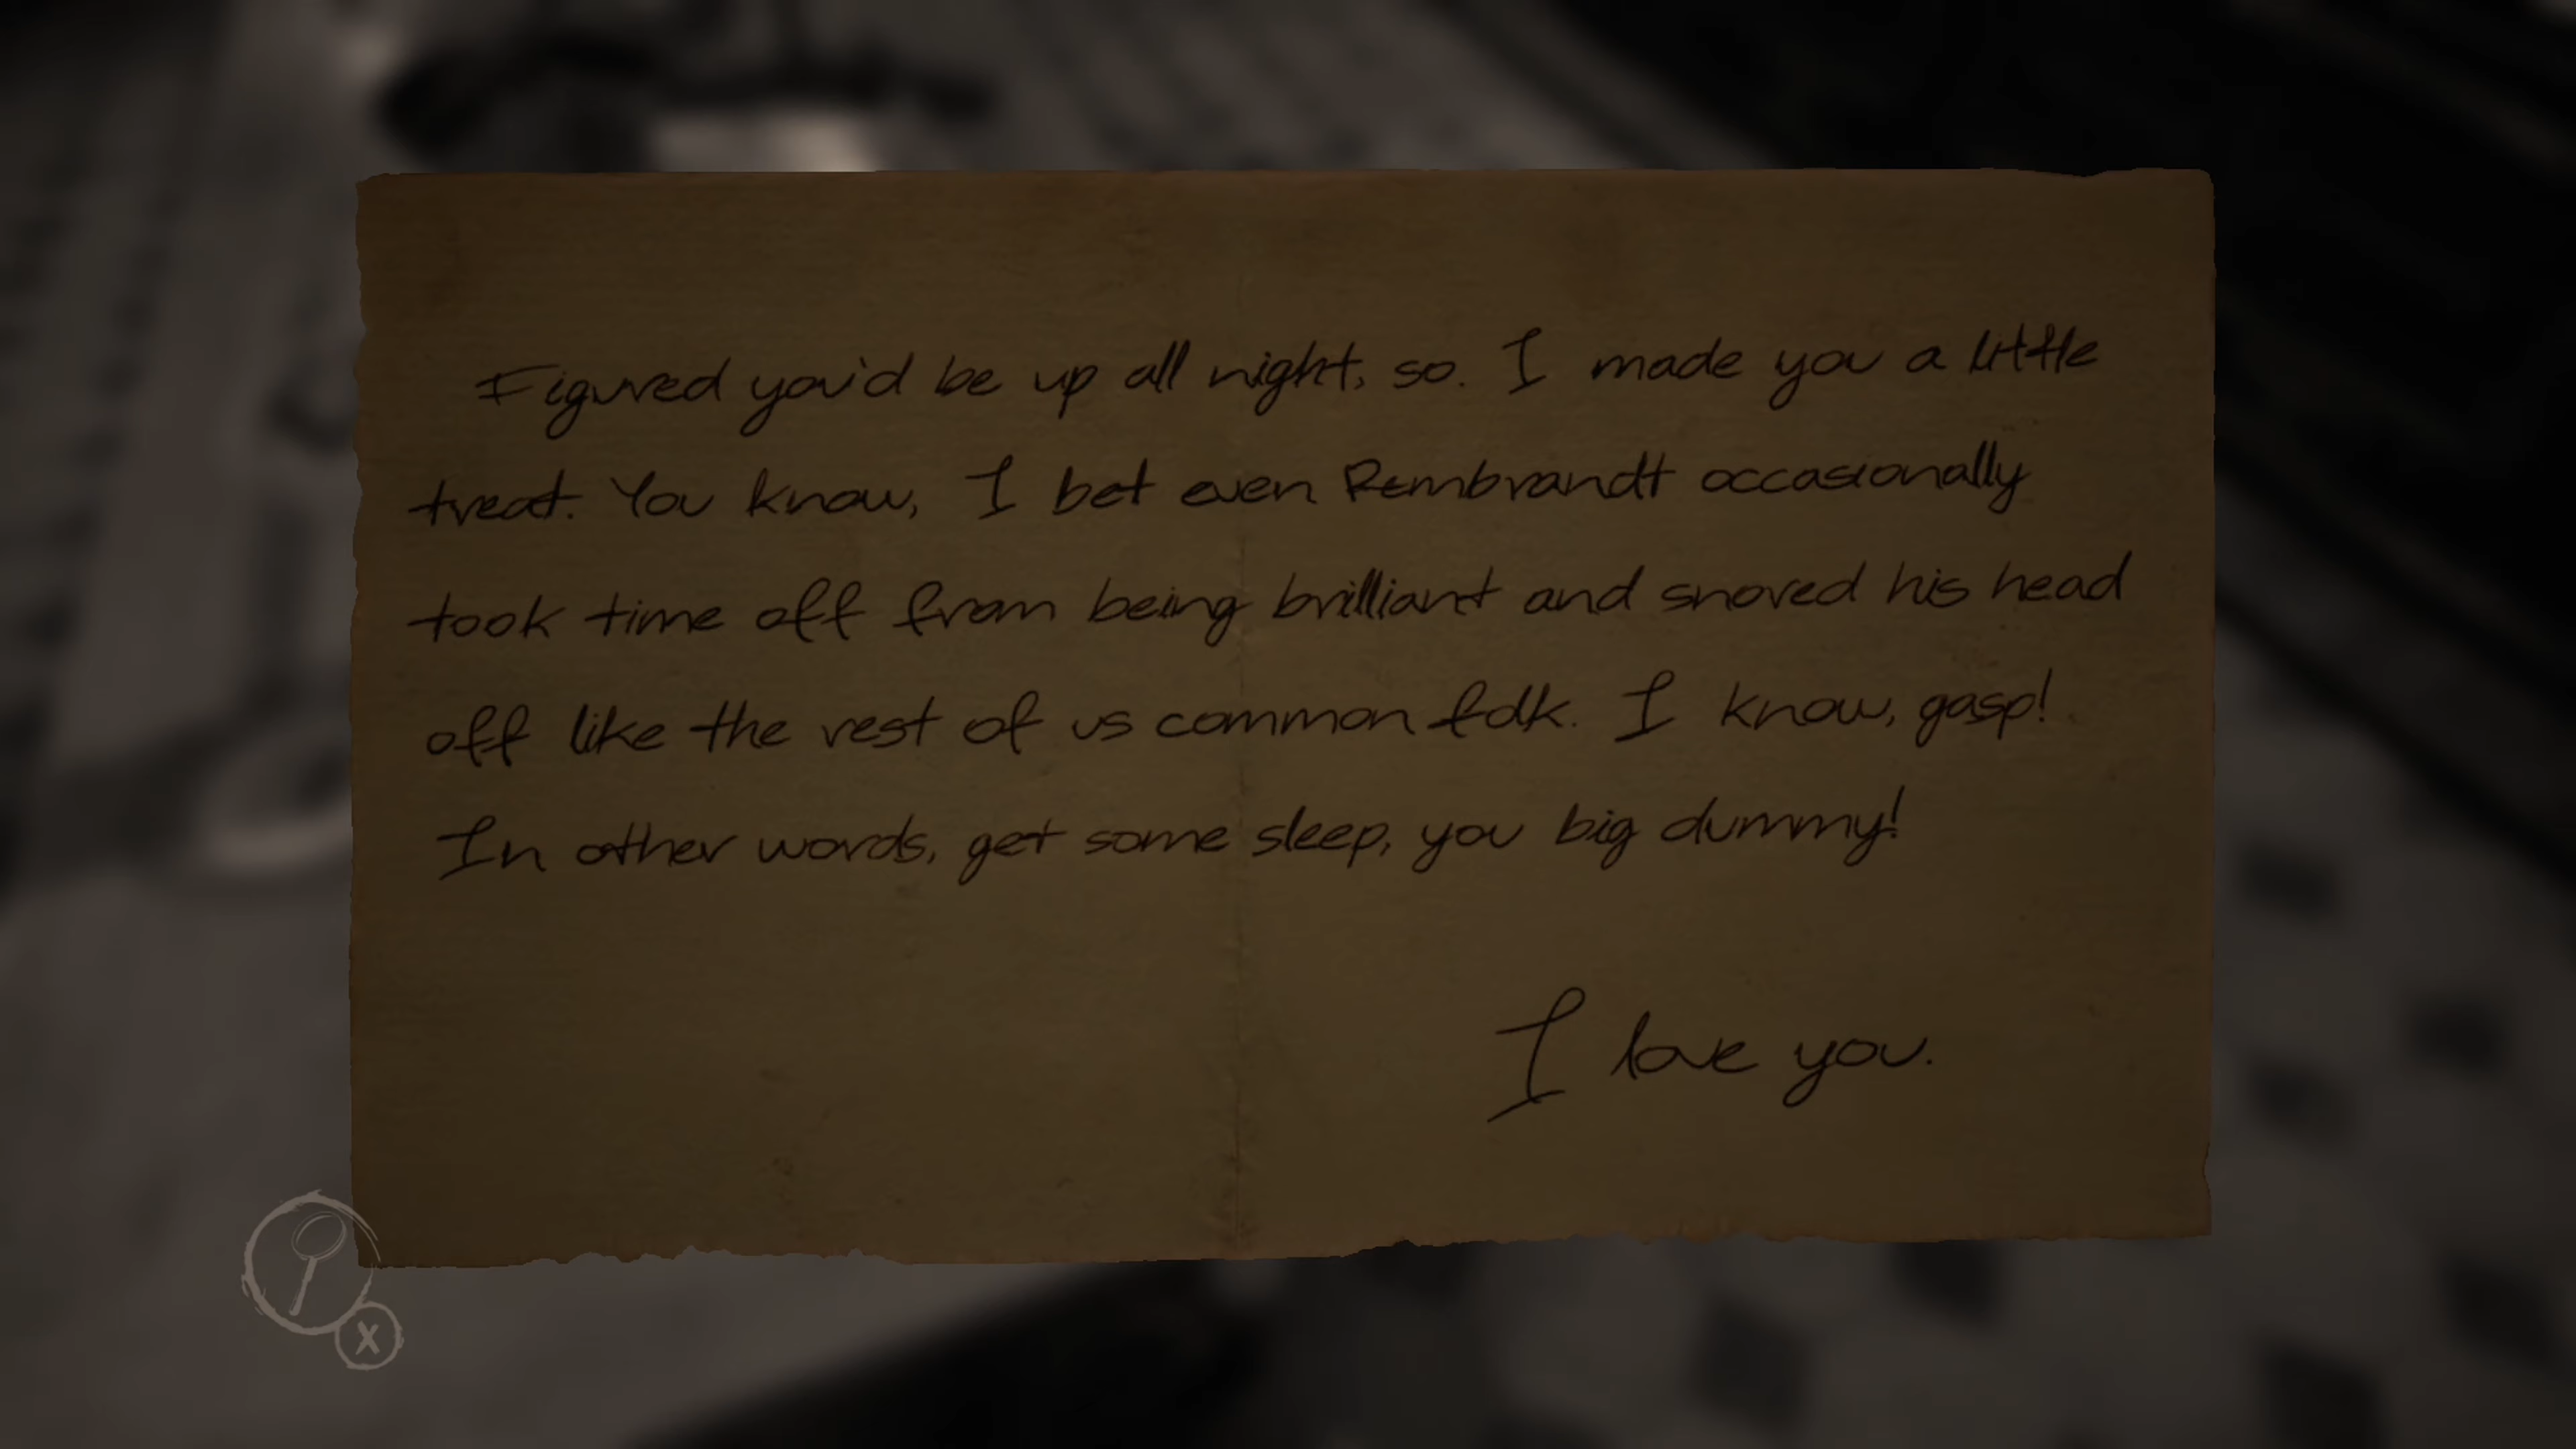 Figured you'd be up all night, so. I made you a little
treat. You know, I bet even Rembrandt occasionally
took time off from being brilliant and snored his head
off like the rest of us common folk. I know, gasp!
In other words, get some sleep, you big dummy!
I love you.
X